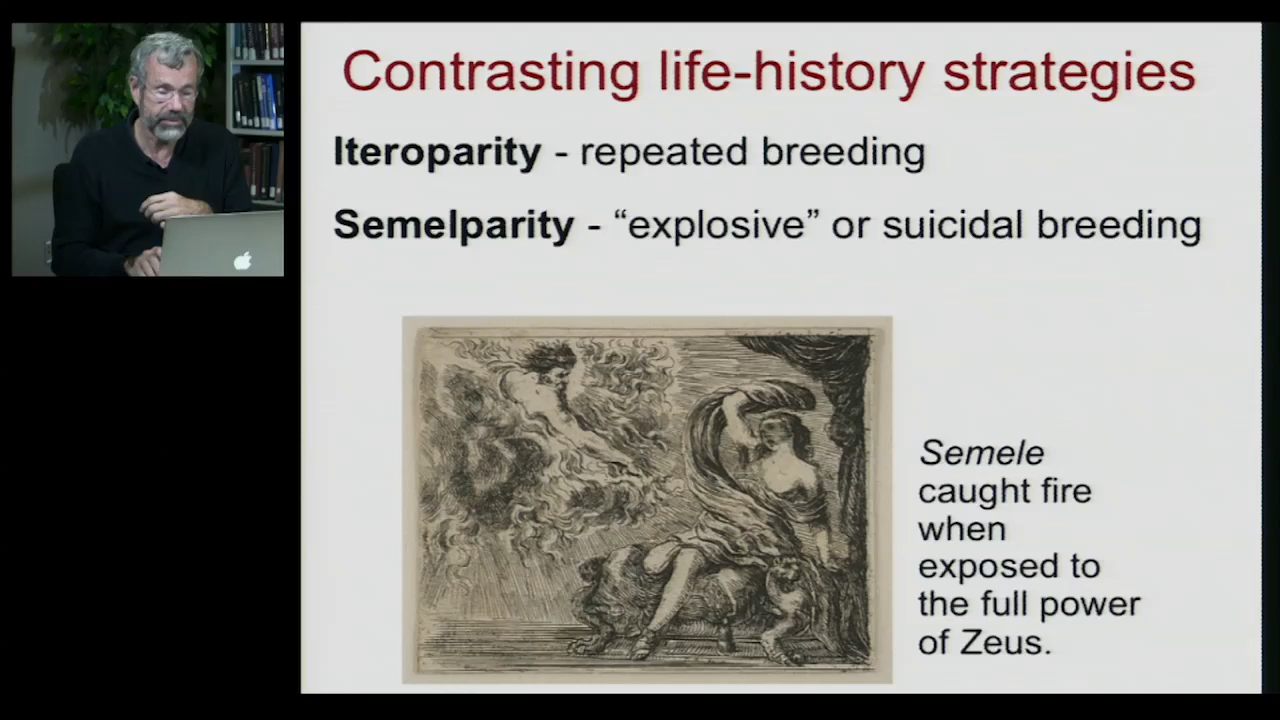 Contrasting life-history strategies
Iteroparity - repeated breeding
Semelparity - “explosive” or suicidal breeding
Semele
caught fire
when
exposed to
the full power
of Zeus.